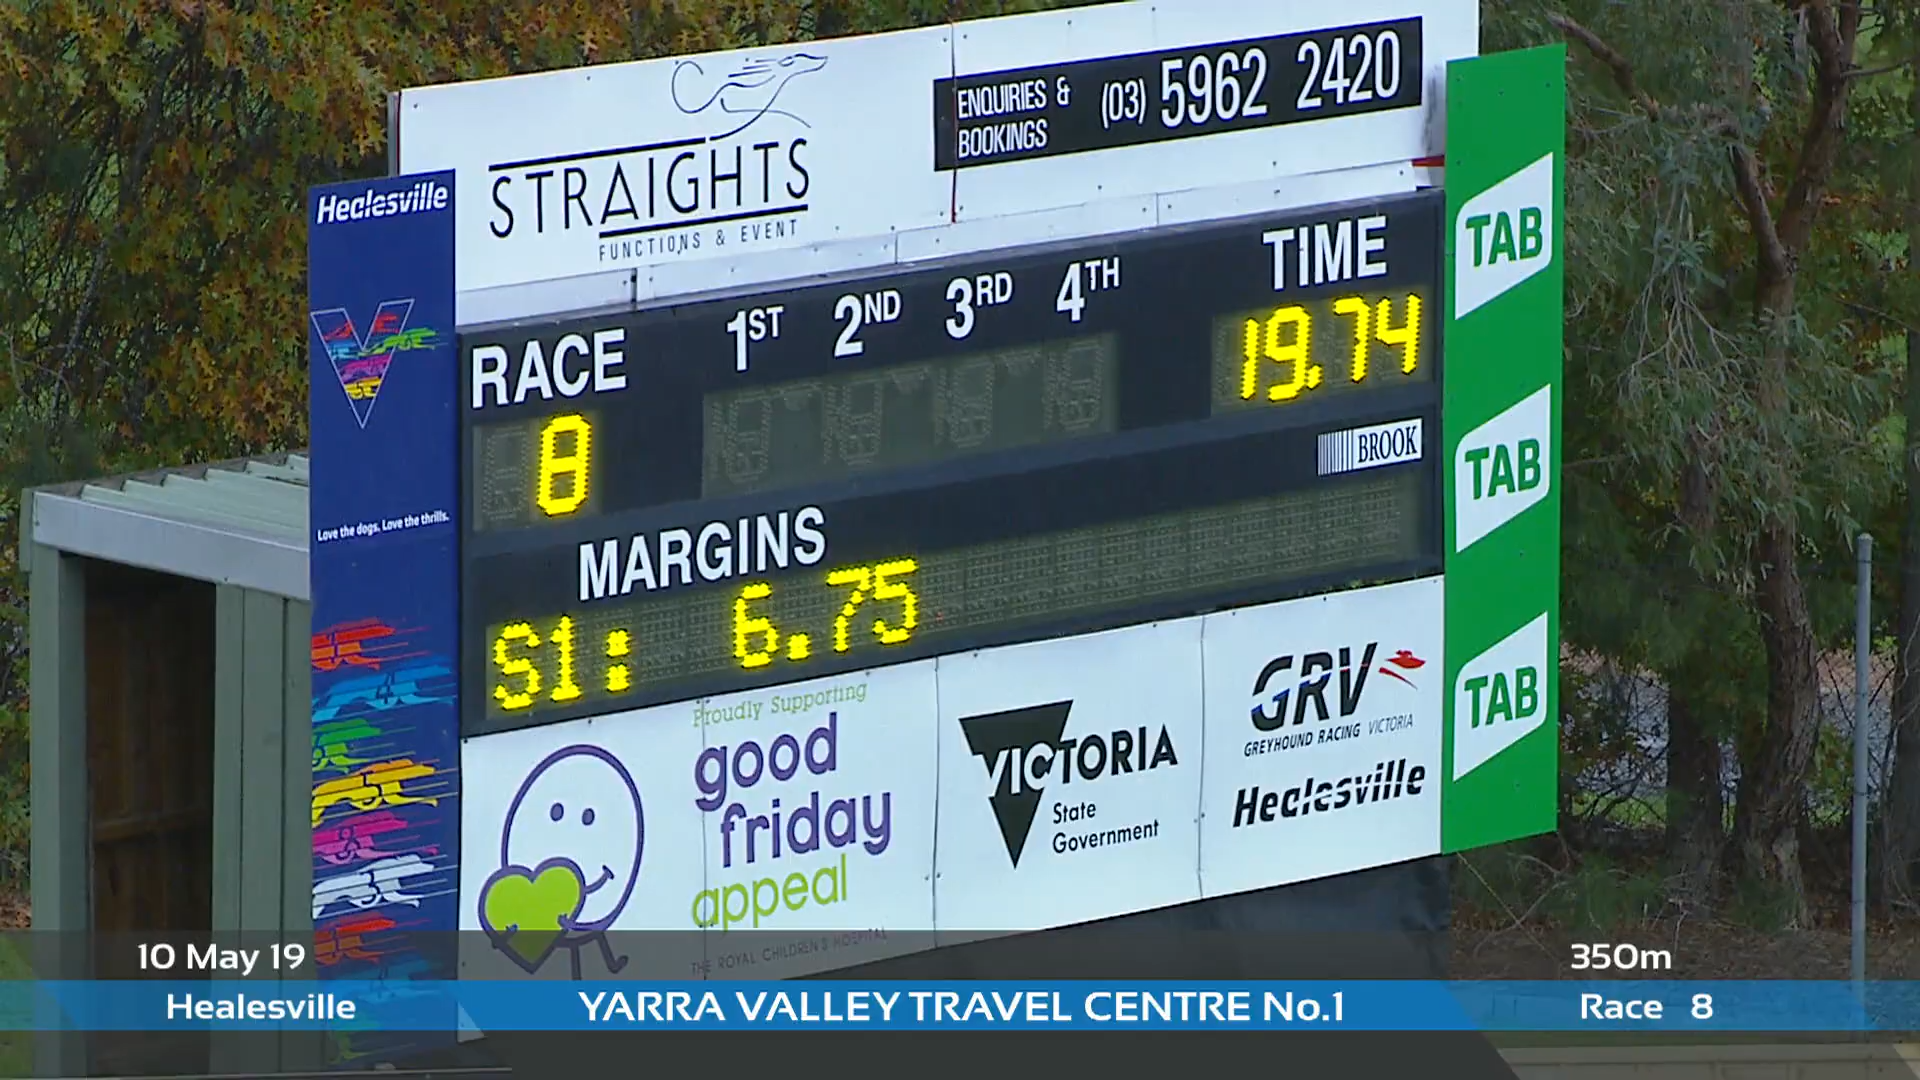 STRAIGHTS
FUNCTIONS & EVENT
ENQUIRIES &
BOOKINGS
(03) 5962 2420
Healesville
Love the dogs. Love the thrills.
RACE 1ST 2ND 3RD 4TH TIME
8 19.74
BROOK
MARGINS
S1: 6.75
TAB
TAB
TAB
Proudly Supporting
good
friday
appeal
THE ROYAL CHILDREN'S HOSPITAL
VICTORIA
State
Government
GRV
GREYHOUND RACING VICTORIA
Healesville
10 May 19
350m
Healesville
YARRA VALLEY TRAVEL CENTRE No.1
Race 8